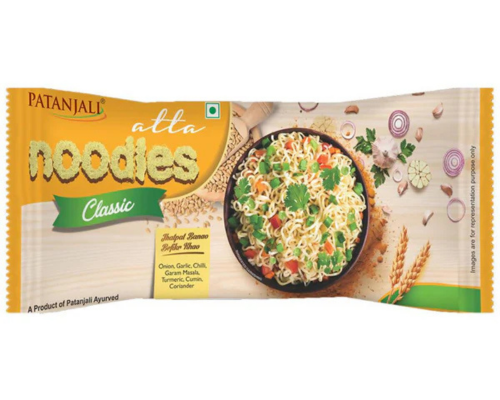 PATANJALI®
atta
noodles
Classic
Jhatpat Banao
Befikr Khao
Onion, Garlic, Chilli,
Garam Masala,
Turmeric, Cumin,
Coriander
A Product of Patanjali Ayurved
Images are for representation purpose only